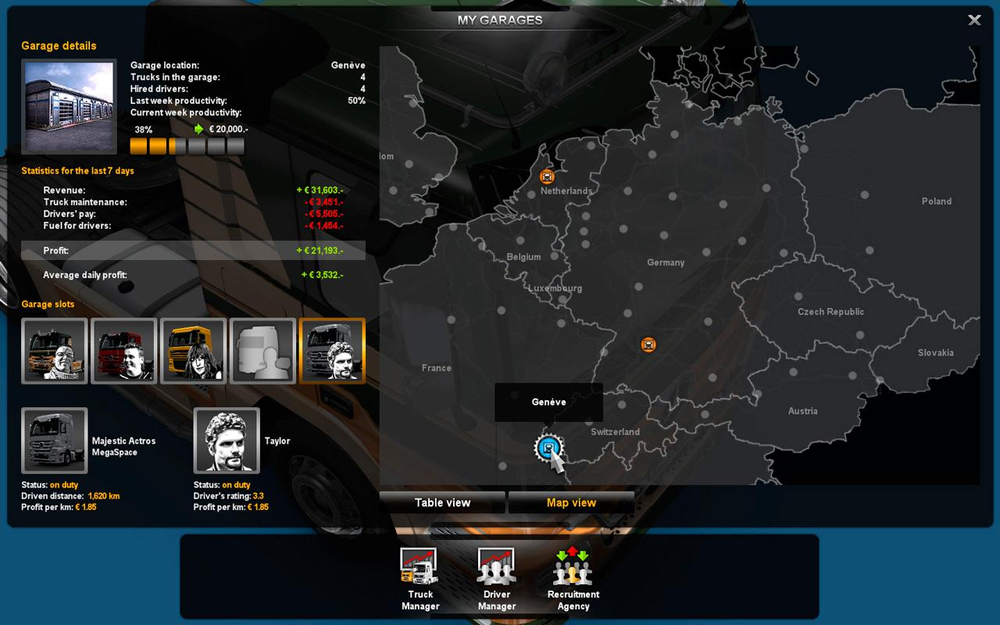 MY GARAGES
Garage details
Garage location: Genève
Trucks in the garage: 4
Hired drivers: 4
Last week productivity: 50%
Current week productivity:
38% € 20,000.-
Statistics for the last 7 days
Revenue: + € 31,603.-
Truck maintenance: - € 3,451.-
Drivers' pay: - € 5,505.-
Fuel for drivers: - € 1,454.-
Profit: + € 21,193.-
Average daily profit: + € 3,532.-
Garage slots
Majestic Actros
MegaSpace
Status: on duty
Driven distance: 1,620 km
Profit per km: € 1.85
Taylor
Status: on duty
Driver's rating: 3.3
Profit per km: € 1.85
dom
Netherlands
Poland
Belgium
Germany
Luxembourg
Czech Republic
Slovakia
France
Genève
Austria
Switzerland
Table view
Map view
Truck
Manager
Driver
Manager
Recruitment
Agency